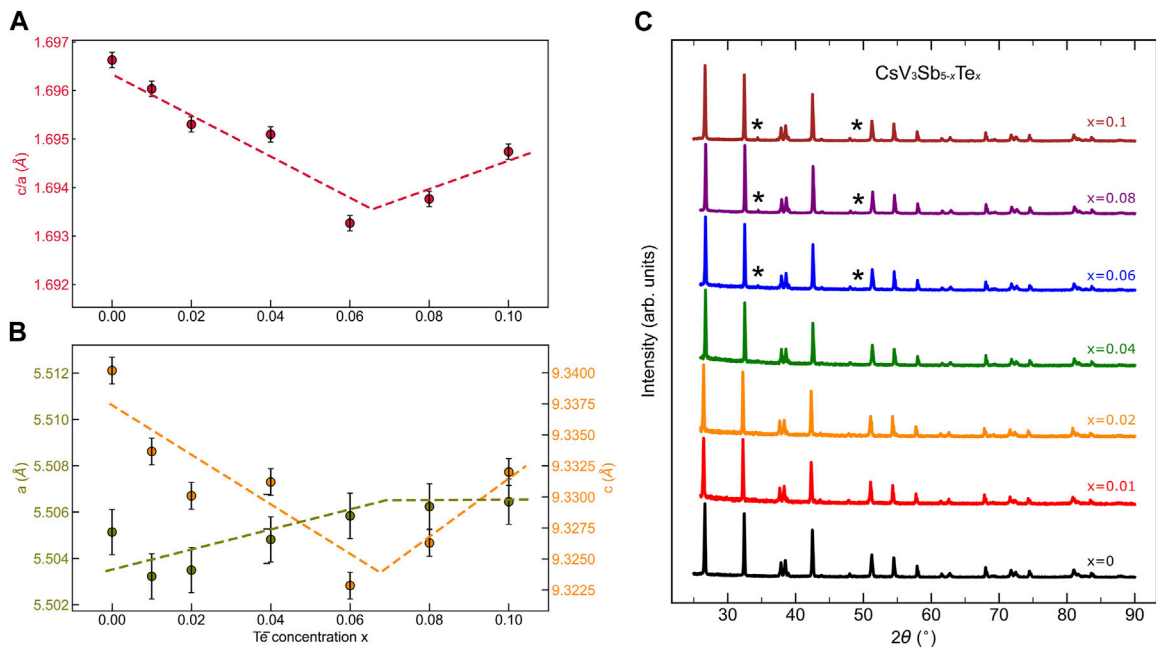 A
1.697
1.696
1.695
1.694
1.693
1.692
c/a (Å)
0.00 0.02 0.04 0.06 0.08 0.10
B
5.512
5.510
5.508
5.506
5.504
5.502
a (Å)
9.3400
9.3375
9.3350
9.3325
9.3300
9.3275
9.3250
9.3225
c (Å)
0.00 0.02 0.04 0.06 0.08 0.10
Te concentration x
C
CsV₃Sb₅₋ₓTeₓ
* *
x=0.1
* *
x=0.08
* *
x=0.06
x=0.04
x=0.02
x=0.01
x=0
Intensity (arb. units)
30 40 50 60 70 80 90
2θ (°)